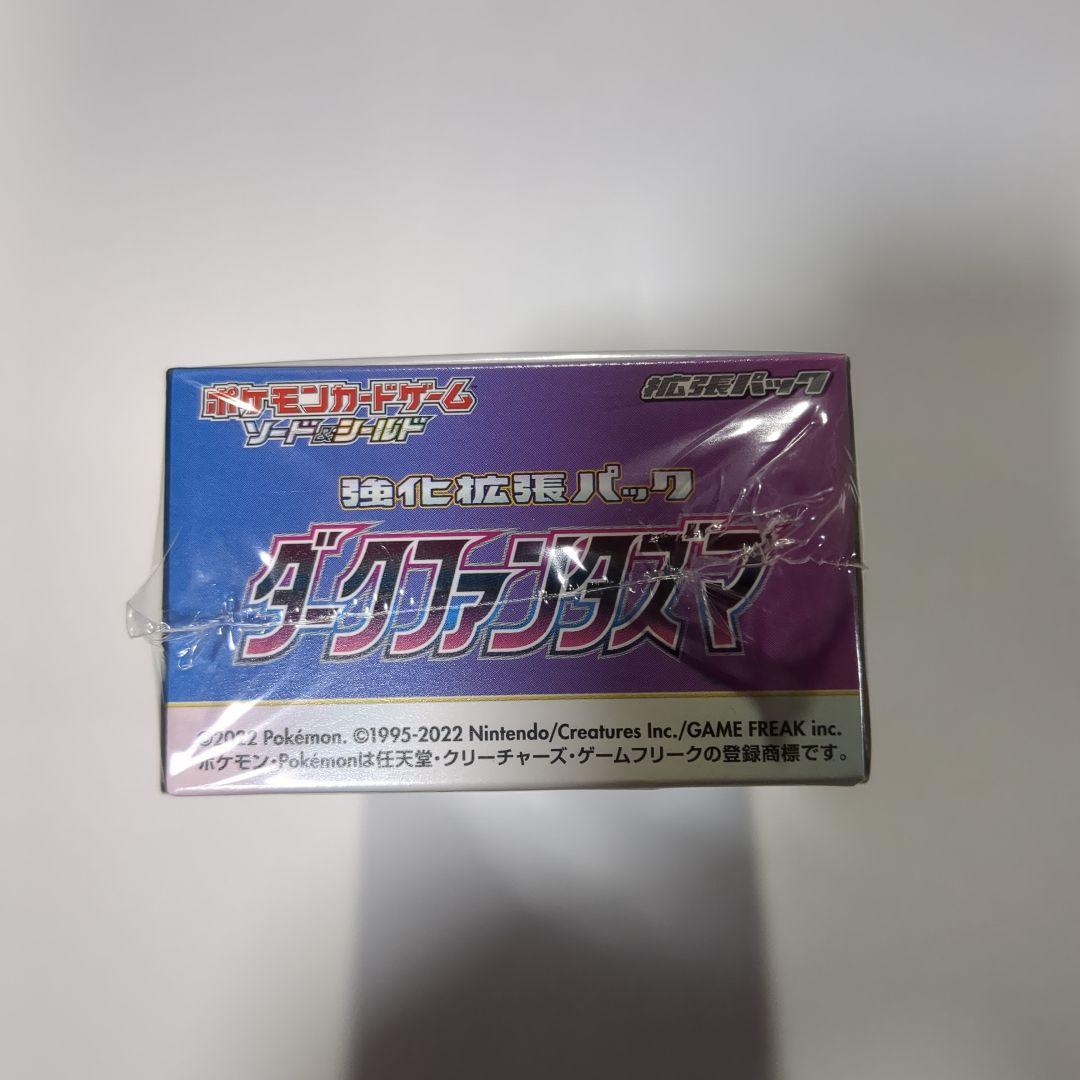 ポケモンカードゲーム
ソード&シールド
拡張パック
強化拡張パック
ダークファンタズマ
©2022 Pokémon. ©1995-2022 Nintendo/Creatures Inc./GAME FREAK inc.
ポケモン・Pokémonは任天堂・クリーチャーズ・ゲームフリークの登録商標です。